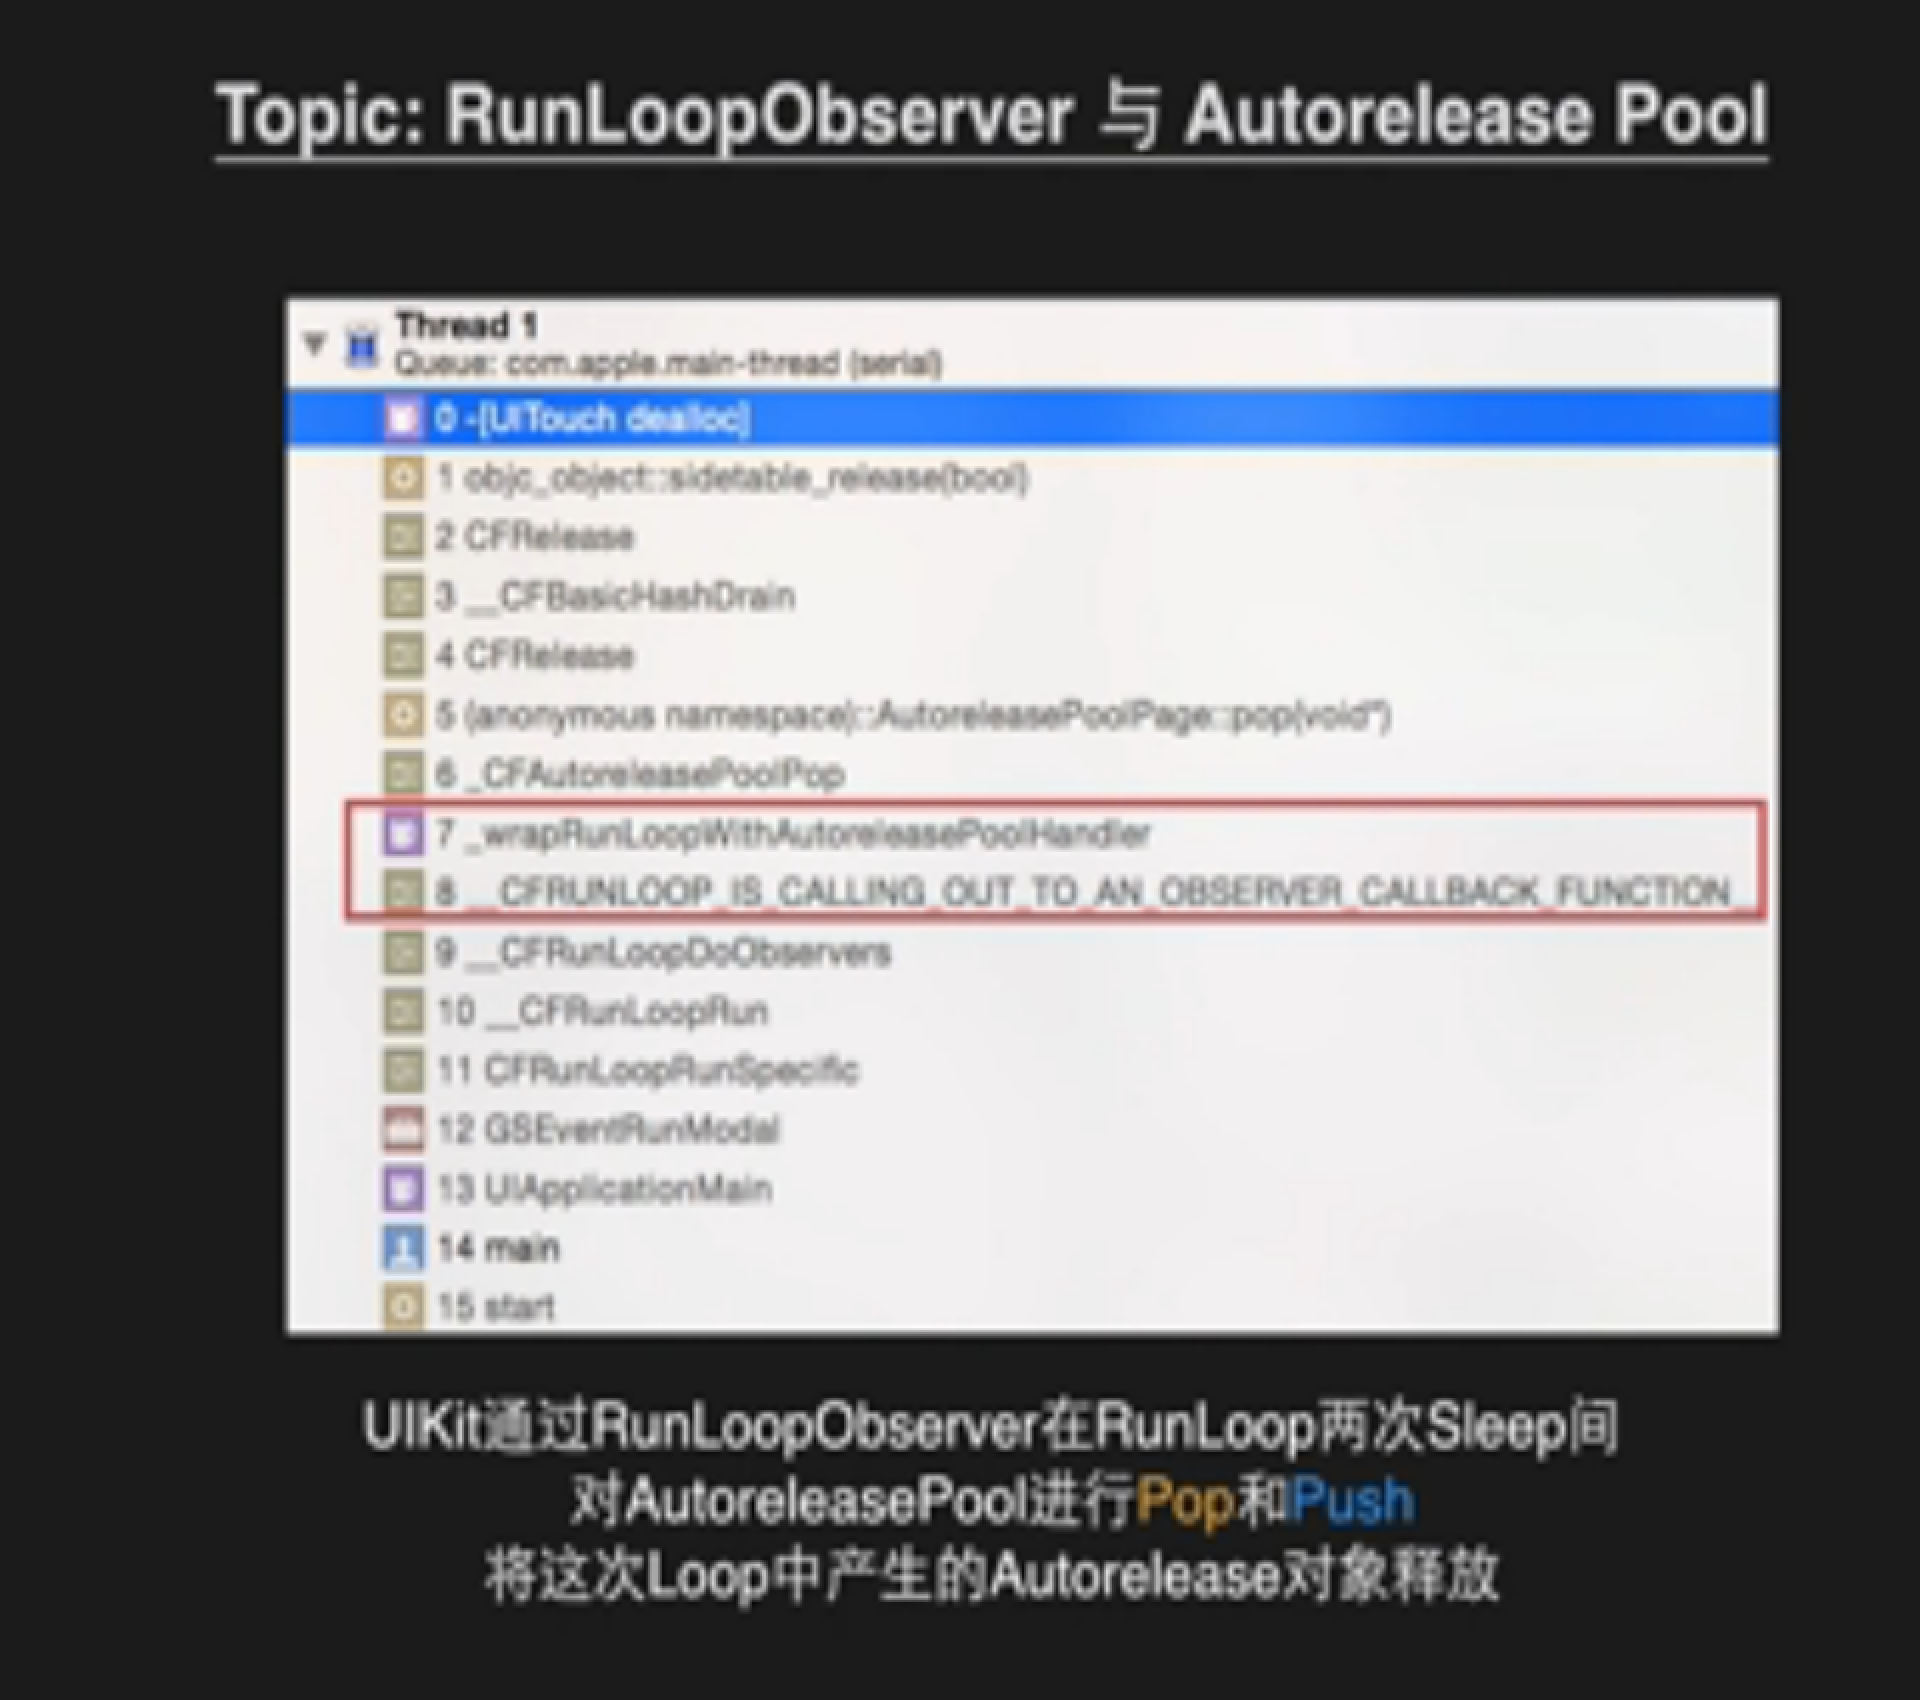 Topic: RunLoopObserver 与 Autorelease Pool
Thread 1
Queue: com.apple.main-thread (serial)
0 -[UITouch dealloc]
1 objc_object::sidetable_release(bool)
2 CFRelease
3 __CFBasicHashDrain
4 CFRelease
5 (anonymous namespace)::AutoreleasePoolPage::pop(void*)
6 _CFAutoreleasePoolPop
7 _wrapRunLoopWithAutoreleasePoolHandler
8 __CFRUNLOOP_IS_CALLING_OUT_TO_AN_OBSERVER_CALLBACK_FUNCTION__
9 __CFRunLoopDoObservers
10 __CFRunLoopRun
11 CFRunLoopRunSpecific
12 GSEventRunModal
13 UIApplicationMain
14 main
15 start
UIKit通过RunLoopObserver在RunLoop两次Sleep间
对AutoreleasePool进行Pop和Push
将这次Loop中产生的Autorelease对象释放